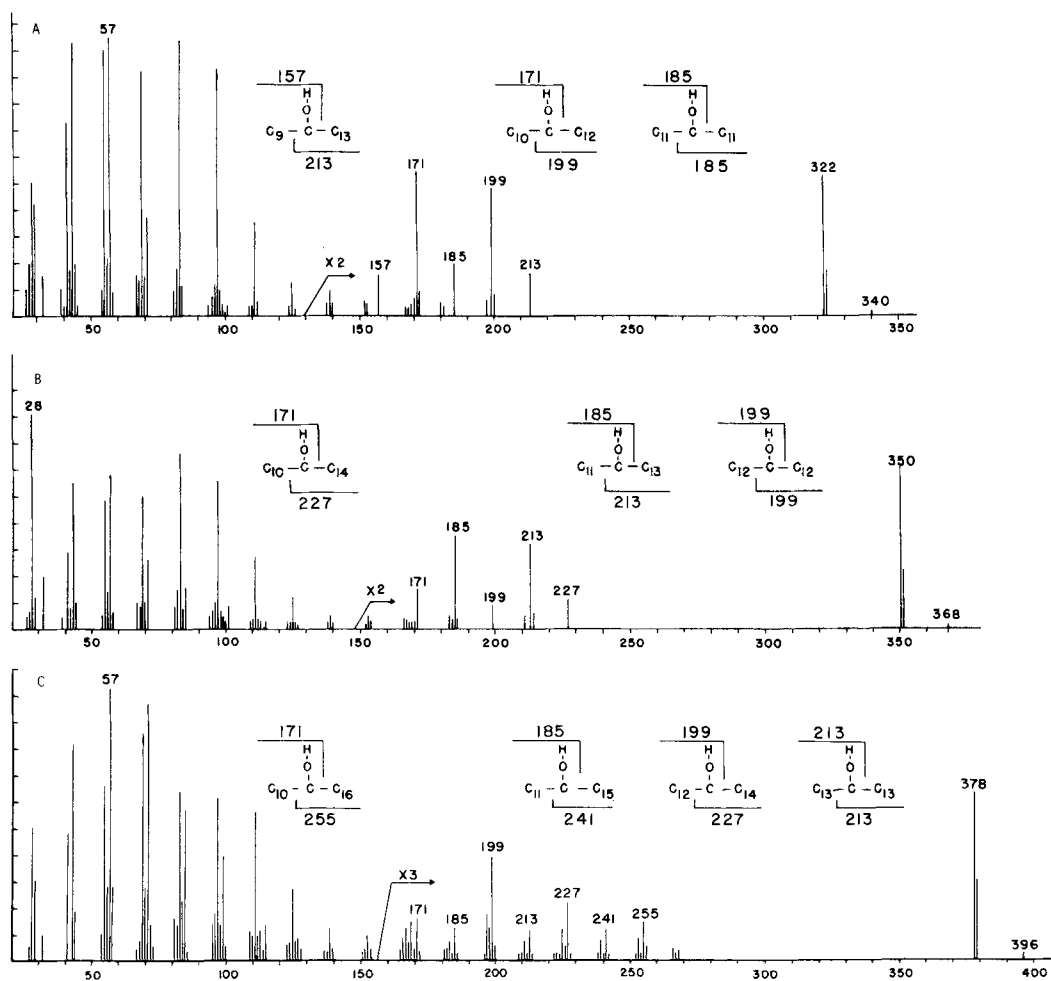 A
57
157
H
O
C9 - C - C13
213
171
H
O
C10 - C - C12
199
185
H
O
C11 - C - C11
185
X2
157
171
185
199
213
322
340
50 100 150 200 250 300 350
B
28
171
H
O
C10 - C - C14
227
185
H
O
C11 - C - C13
213
199
H
O
C12 - C - C12
199
X2
171
185
199
213
227
350
368
50 100 150 200 250 300 350
C
57
171
H
O
C10 - C - C16
255
185
H
O
C11 - C - C15
241
199
H
O
C12 - C - C14
227
213
H
O
C13 - C - C13
213
X3
171
185
199
213
227
241
255
378
396
50 100 150 200 250 300 350 400